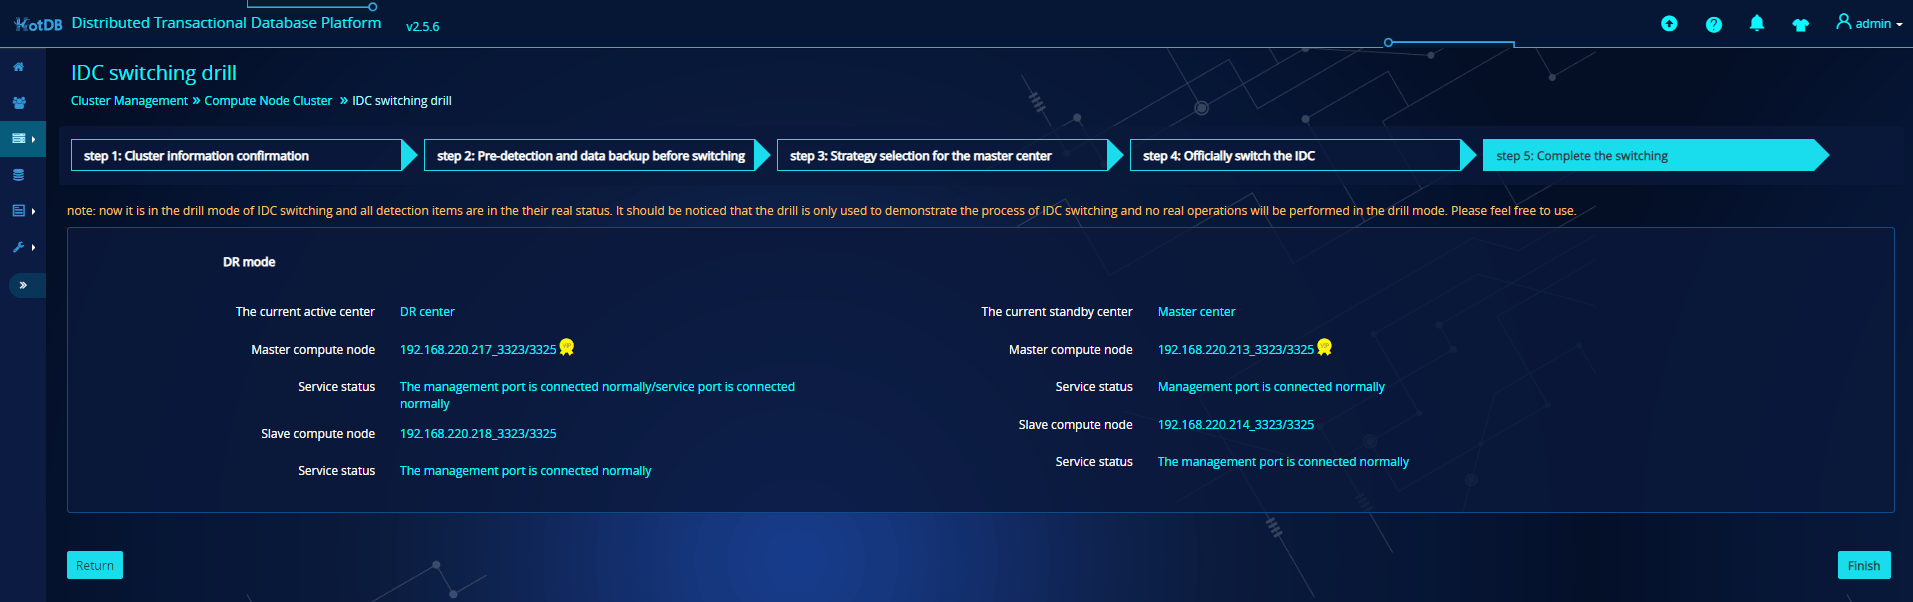 HotDB Distributed Transactional Database Platform v2.5.6
admin
IDC switching drill
Cluster Management » Compute Node Cluster » IDC switching drill
step 1: Cluster information confirmation
step 2: Pre-detection and data backup before switching
step 3: Strategy selection for the master center
step 4: Officially switch the IDC
step 5: Complete the switching
note: now it is in the drill mode of IDC switching and all detection items are in the their real status. It should be noticed that the drill is only used to demonstrate the process of IDC switching and no real operations will be performed in the drill mode. Please feel free to use.
DR mode
The current active center DR center
Master compute node 192.168.220.217_3323/3325 VIP
Service status The management port is connected normally/service port is connected
normally
Slave compute node 192.168.220.218_3323/3325
Service status The management port is connected normally
The current standby center Master center
Master compute node 192.168.220.213_3323/3325 VIP
Service status Management port is connected normally
Slave compute node 192.168.220.214_3323/3325
Service status The management port is connected normally
Return
Finish